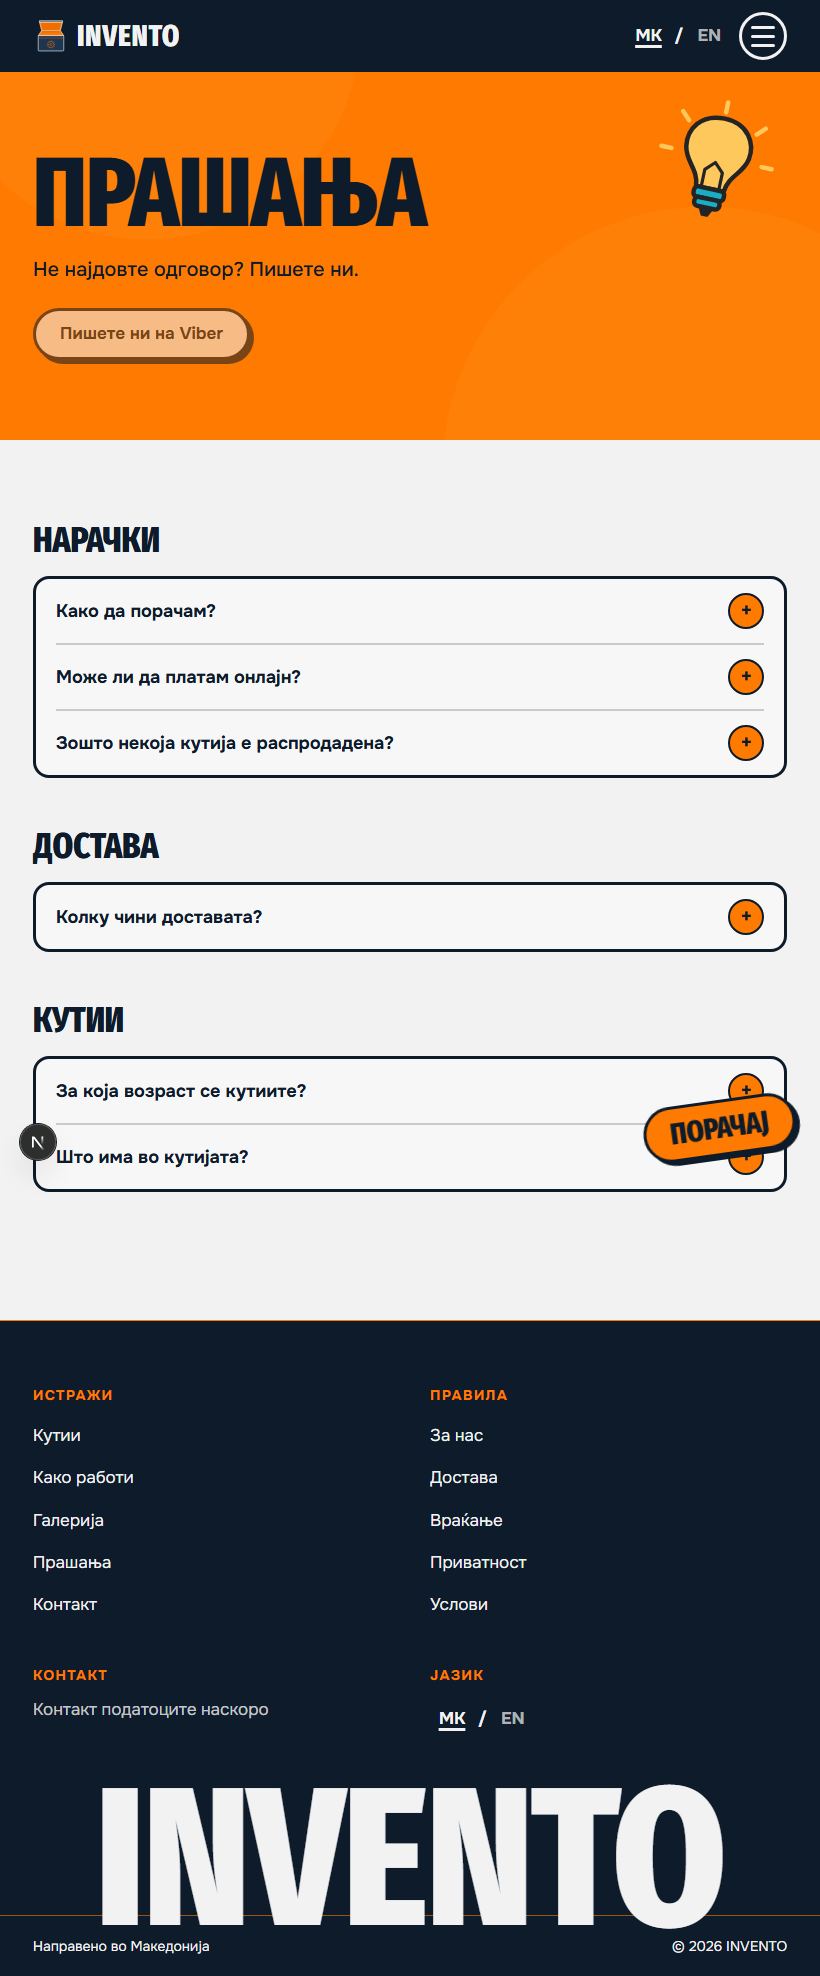 INVENTO
MK / EN
ПРАШАЊА
Не најдовте одговор? Пишете ни.
Пишете ни на Viber
НАРАЧКИ
Како да порачам?
+
Може ли да платам онлајн?
+
Зошто некоја кутија е распродадена?
+
ДОСТАВА
Колку чини доставата?
+
КУТИИ
За која возраст се кутиите?
+
ПОРАЧАЈ
N
Што има во кутијата?
ИСТРАЖИ
Кутии
Како работи
Галерија
Прашања
Контакт
ПРАВИЛА
За нас
Достава
Враќање
Приватност
Услови
КОНТАКТ
Контакт податоците наскоро
ЈАЗИК
MK / EN
INVENTO
Направено во Македонија
© 2026 INVENTO